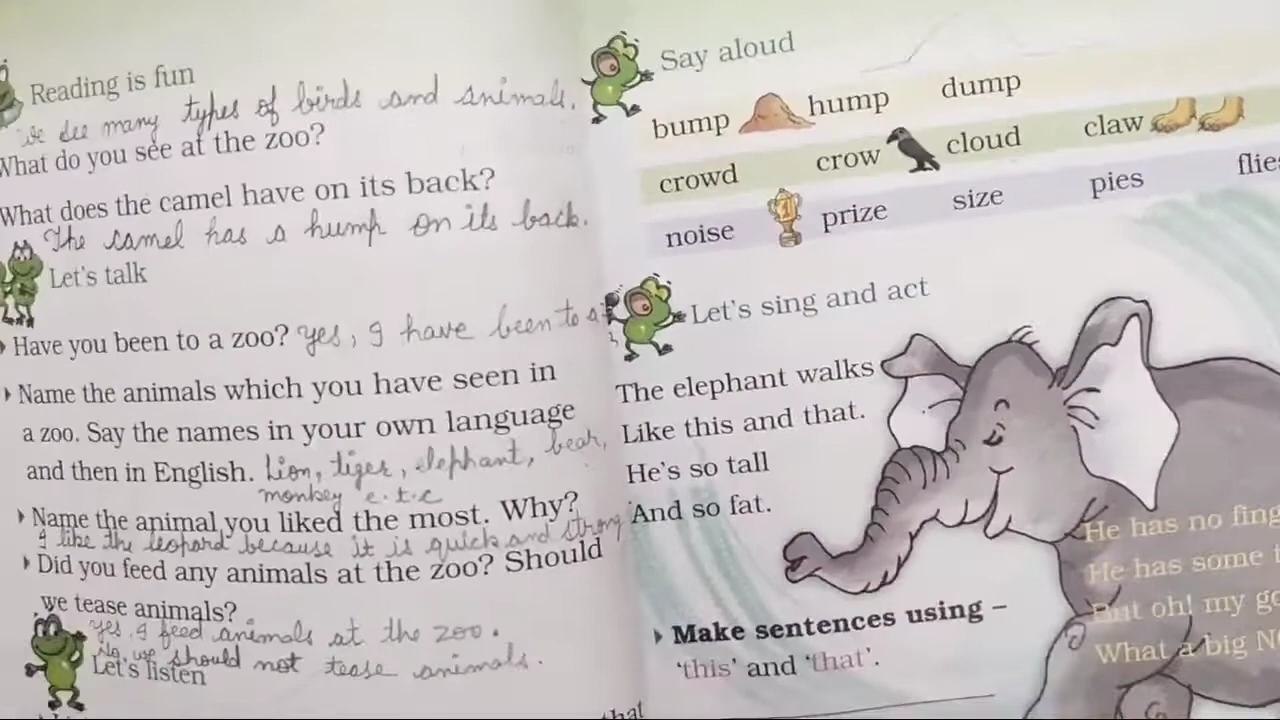 Reading is fun
we see many types of birds and animals.
What do you see at the zoo?
What does the camel have on its back?
The camel has a hump on its back.
Let's talk
Have you been to a zoo? yes, I have been to a
Name the animals which you have seen in
a zoo. Say the names in your own language
and then in English. Lion, tiger, elephant, bear,
monkey e.t.c
Name the animal you liked the most. Why?
I like the leopard because it is quick and strong
Did you feed any animals at the zoo? Should
we tease animals?
yes, I feed animals at the zoo.
No, we should not tease animals.
Let's listen
that
Say aloud
bump hump dump
crowd crow cloud claw
noise prize size pies flies
Let's sing and act
The elephant walks
Like this and that.
He's so tall
And so fat.
He has no fing
He has some
But oh! my go
What a big N
Make sentences using –
'this' and 'that'.